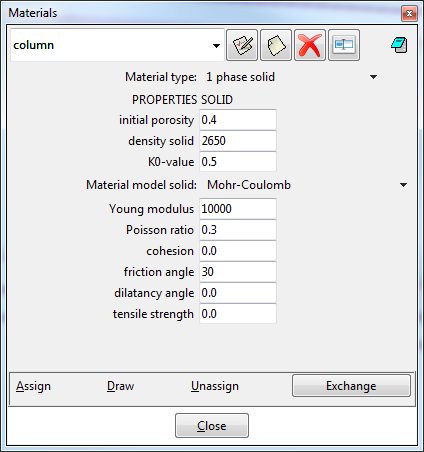 Materials
column
Material type: 1 phase solid
PROPERTIES SOLID
initial porosity 0.4
density solid 2650
K0-value 0.5
Material model solid: Mohr-Coulomb
Young modulus 10000
Poisson ratio 0.3
cohesion 0.0
friction angle 30
dilatancy angle 0.0
tensile strength 0.0
Assign Draw Unassign Exchange
Close